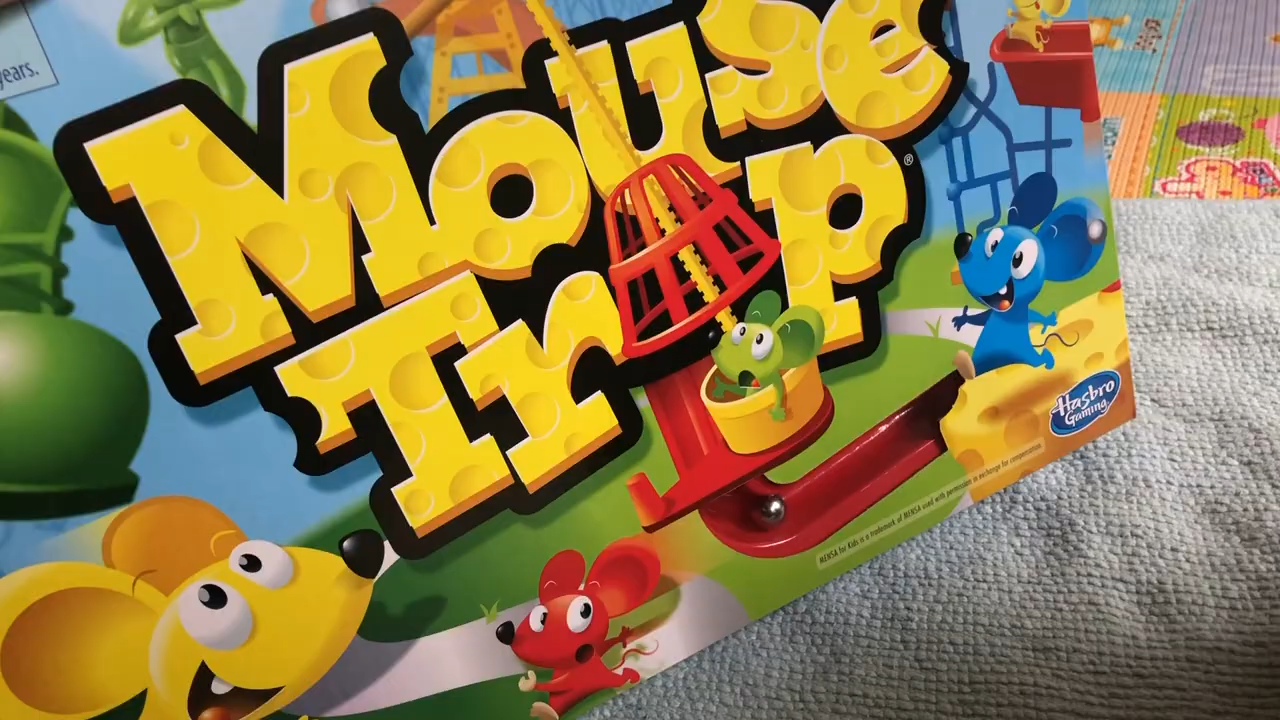 years.
Mouse
Trap®
Hasbro
Gaming
MENSA for Kids is a trademark of MENSA used with permission in exchange for compensation